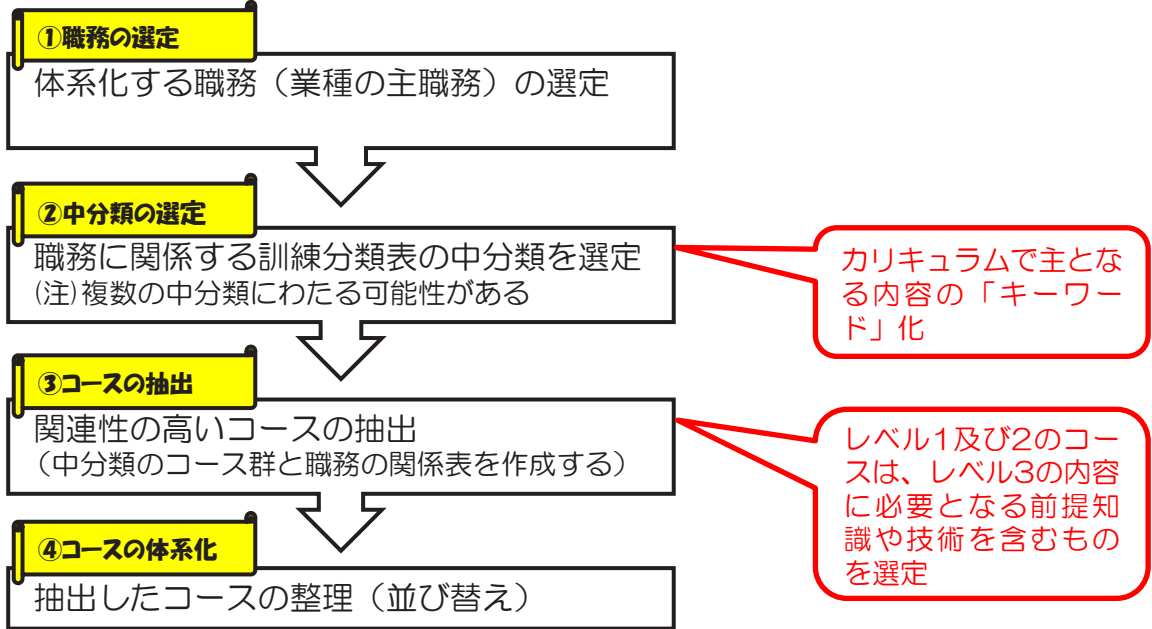 ①職務の選定
体系化する職務（業種の主職務）の選定
②中分類の選定
職務に関係する訓練分類表の中分類を選定
(注)複数の中分類にわたる可能性がある
カリキュラムで主とな
る内容の「キーワー
ド」化
③コースの抽出
関連性の高いコースの抽出
（中分類のコース群と職務の関係表を作成する）
レベル1及び2のコー
スは、レベル3の内容
に必要となる前提知
識や技術を含むもの
を選定
④コースの体系化
抽出したコースの整理（並び替え）